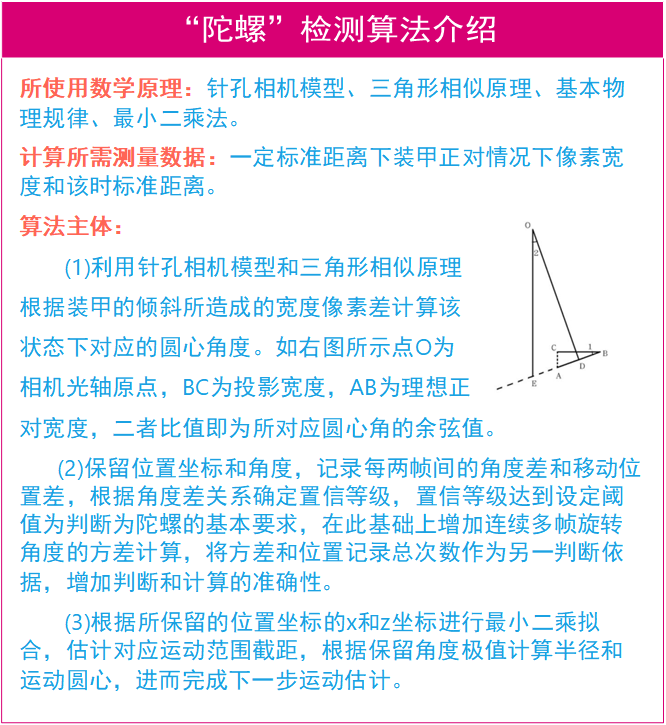 “陀螺”检测算法介绍
所使用数学原理：针孔相机模型、三角形相似原理、基本物
理规律、最小二乘法。
计算所需测量数据：一定标准距离下装甲正对情况下像素宽
度和该时标准距离。
算法主体：
(1)利用针孔相机模型和三角形相似原理
根据装甲的倾斜所造成的宽度像素差计算该
状态下对应的圆心角度。如右图所示点O为
相机光轴原点，BC为投影宽度，AB为理想正
对宽度，二者比值即为所对应圆心角的余弦值。
O
2
C
1
B
D
A
E
(2)保留位置坐标和角度，记录每两帧间的角度差和移动位
置差，根据角度差关系确定置信等级，置信等级达到设定阈
值为判断为陀螺的基本要求，在此基础上增加连续多帧旋转
角度的方差计算，将方差和位置记录总次数作为另一判断依
据，增加判断和计算的准确性。
(3)根据所保留的位置坐标的x和z坐标进行最小二乘拟
合，估计对应运动范围截距，根据保留角度极值计算半径和
运动圆心，进而完成下一步运动估计。